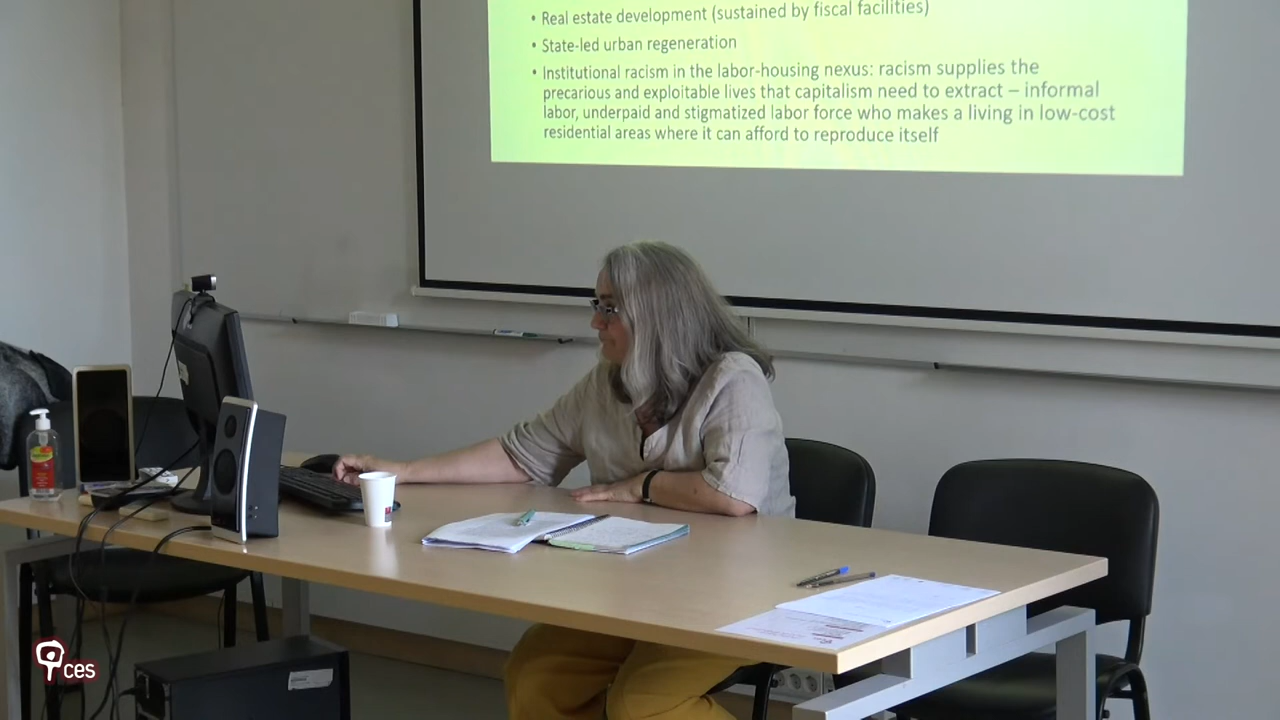 • Real estate development (sustained by fiscal facilities)
• State-led urban regeneration
• Institutional racism in the labor-housing nexus: racism supplies the
precarious and exploitable lives that capitalism need to extract – informal
labor, underpaid and stigmatized labor force who makes a living in low-cost
residential areas where it can afford to reproduce itself
ces